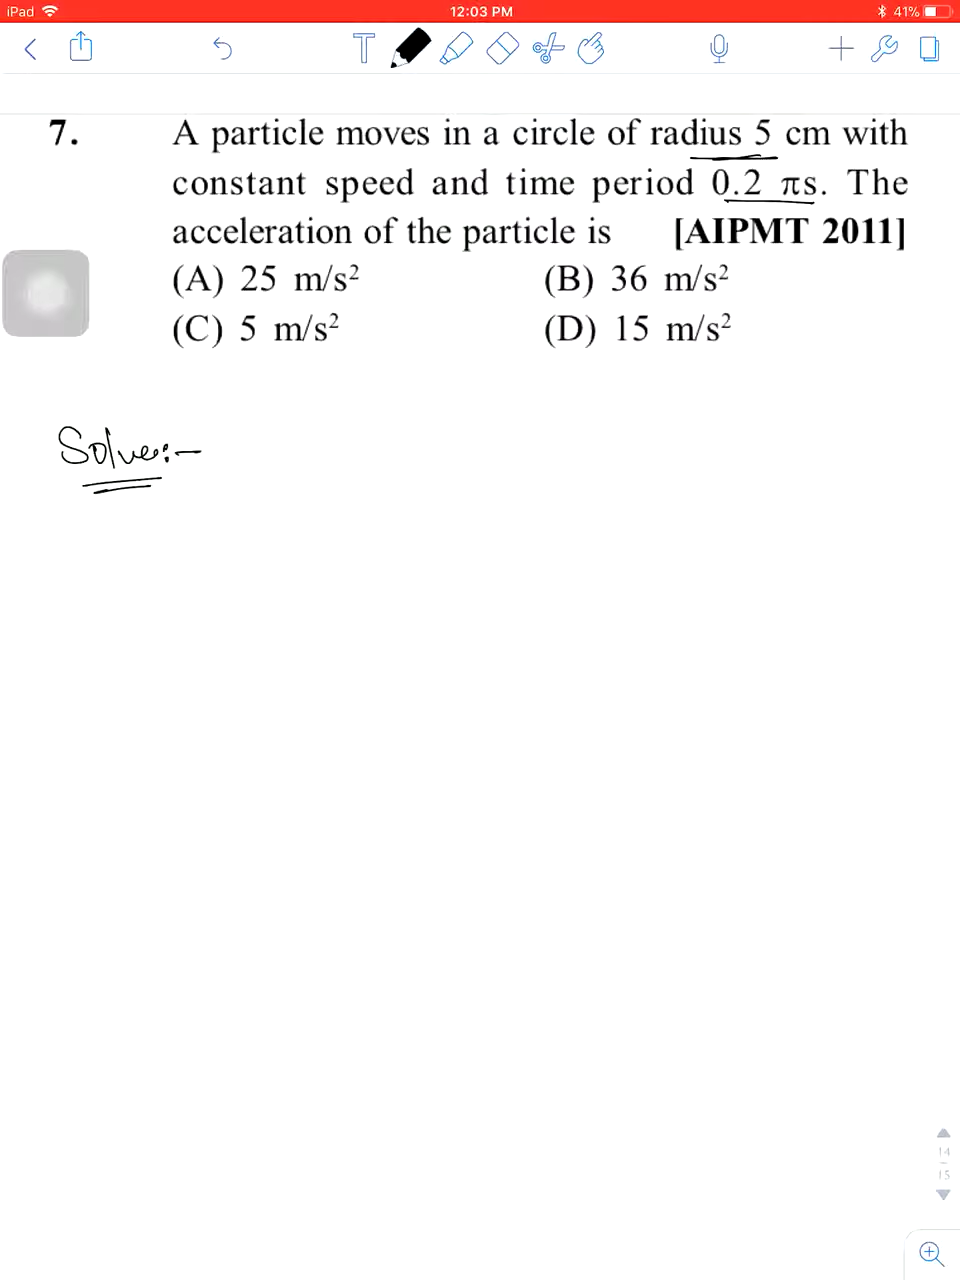 iPad 12:03 PM 41%
T
7. A particle moves in a circle of radius 5 cm with
constant speed and time period 0.2 πs. The
acceleration of the particle is [AIPMT 2011]
(A) 25 m/s² (B) 36 m/s²
(C) 5 m/s² (D) 15 m/s²
Solve:-
14
15